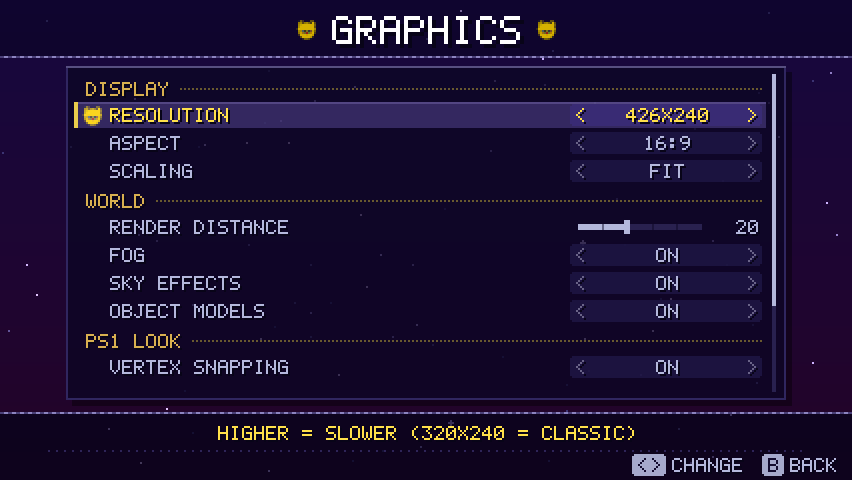 GRAPHICS
DISPLAY
RESOLUTION < 426X240 >
ASPECT < 16:9 >
SCALING < FIT >
WORLD
RENDER DISTANCE 20
FOG < ON >
SKY EFFECTS < ON >
OBJECT MODELS < ON >
PS1 LOOK
VERTEX SNAPPING < ON >
HIGHER = SLOWER (320X240 = CLASSIC)
<> CHANGE B BACK